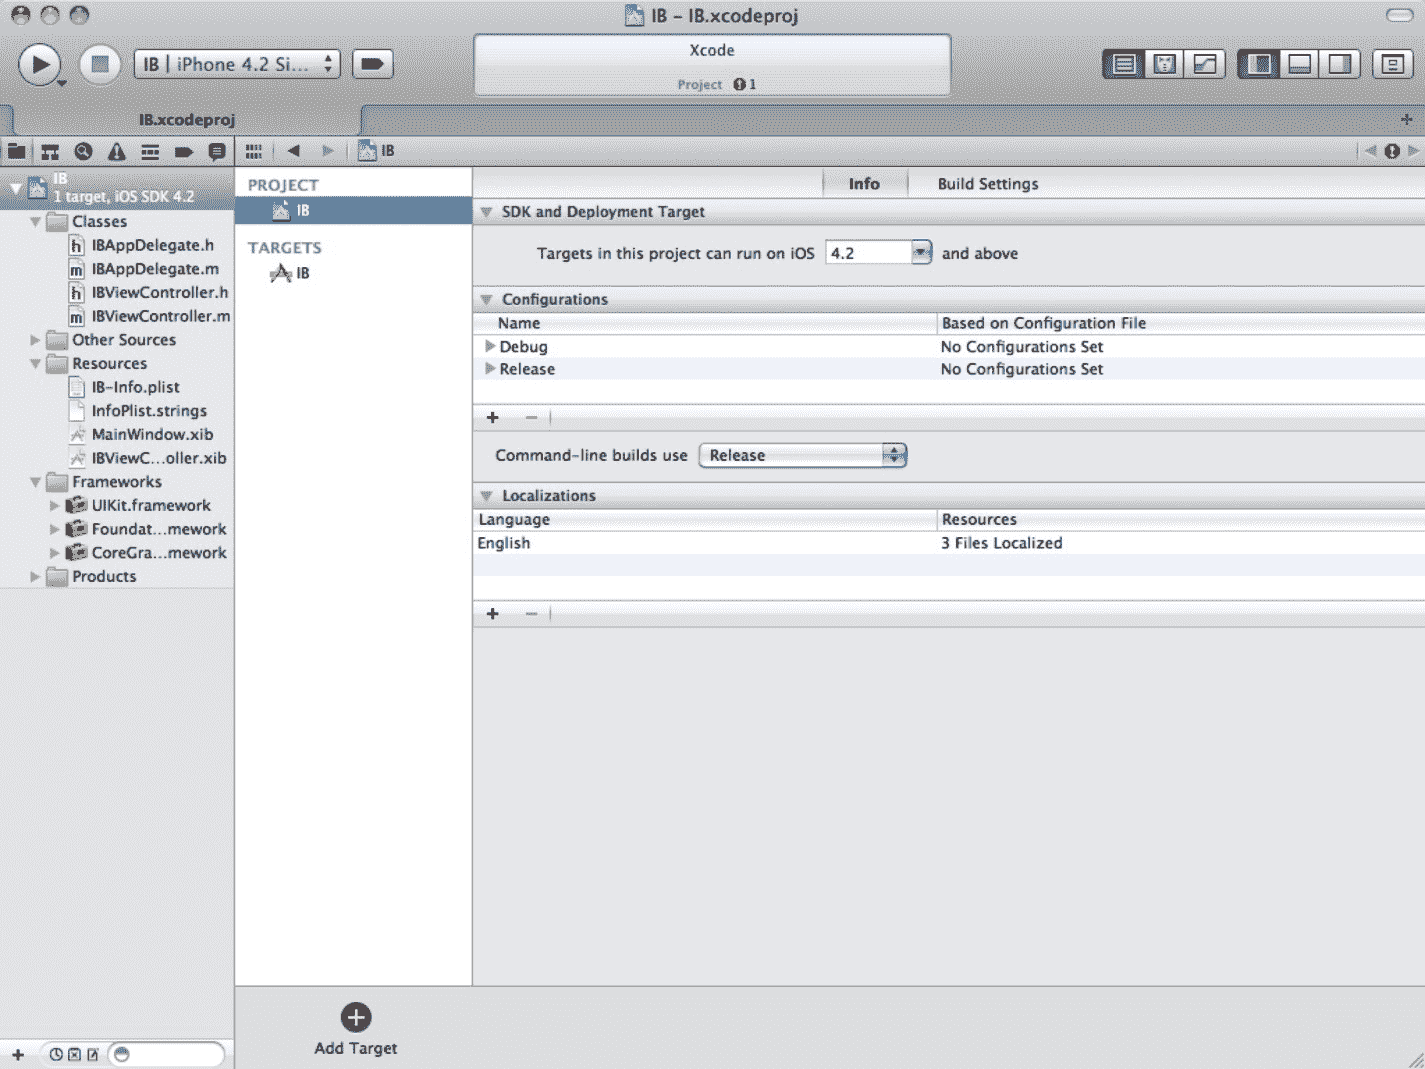 IB - IB.xcodeproj
IB | iPhone 4.2 Si...
Xcode
Project 1
IB.xcodeproj
IB
IB
1 target, iOS SDK 4.2
Classes
IBAppDelegate.h
IBAppDelegate.m
IBViewController.h
IBViewController.m
Other Sources
Resources
IB-Info.plist
InfoPlist.strings
MainWindow.xib
IBViewC...oller.xib
Frameworks
UIKit.framework
Foundat...mework
CoreGra...mework
Products
PROJECT
IB
TARGETS
IB
Info Build Settings
SDK and Deployment Target
Targets in this project can run on iOS 4.2 and above
Configurations
Name Based on Configuration File
Debug No Configurations Set
Release No Configurations Set
Command-line builds use Release
Localizations
Language Resources
English 3 Files Localized
Add Target